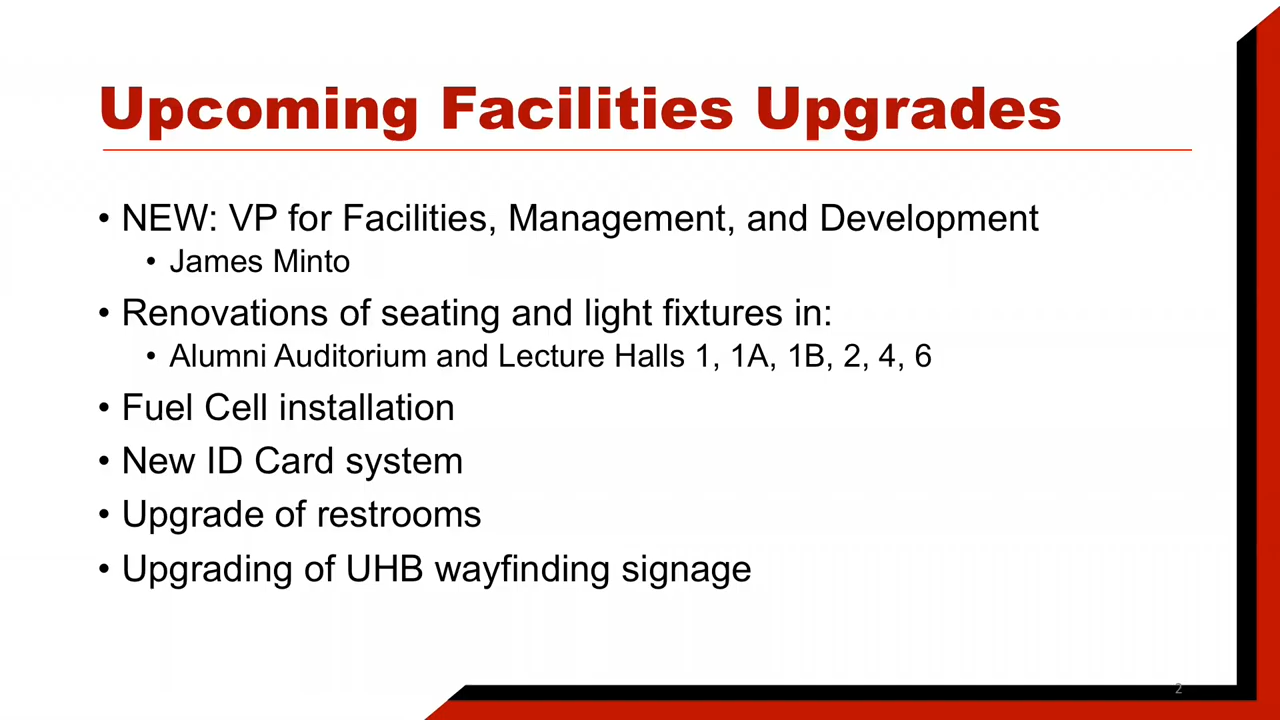 Upcoming Facilities Upgrades
• NEW: VP for Facilities, Management, and Development
• James Minto
• Renovations of seating and light fixtures in:
• Alumni Auditorium and Lecture Halls 1, 1A, 1B, 2, 4, 6
• Fuel Cell installation
• New ID Card system
• Upgrade of restrooms
• Upgrading of UHB wayfinding signage
2